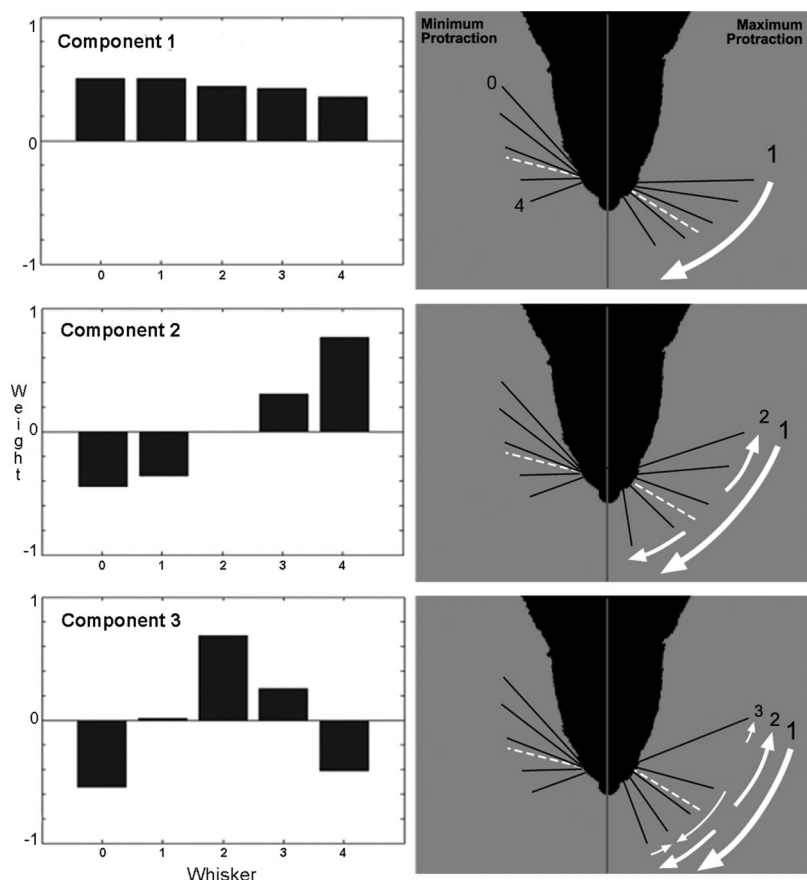 1
Component 1
0
-1
0 1 2 3 4
Minimum
Protraction
Maximum
Protraction
0
4
1
1
Component 2
Weight
0
-1
0 1 2 3 4
2
1
1
Component 3
0
-1
0 1 2 3 4
Whisker
3
2
1